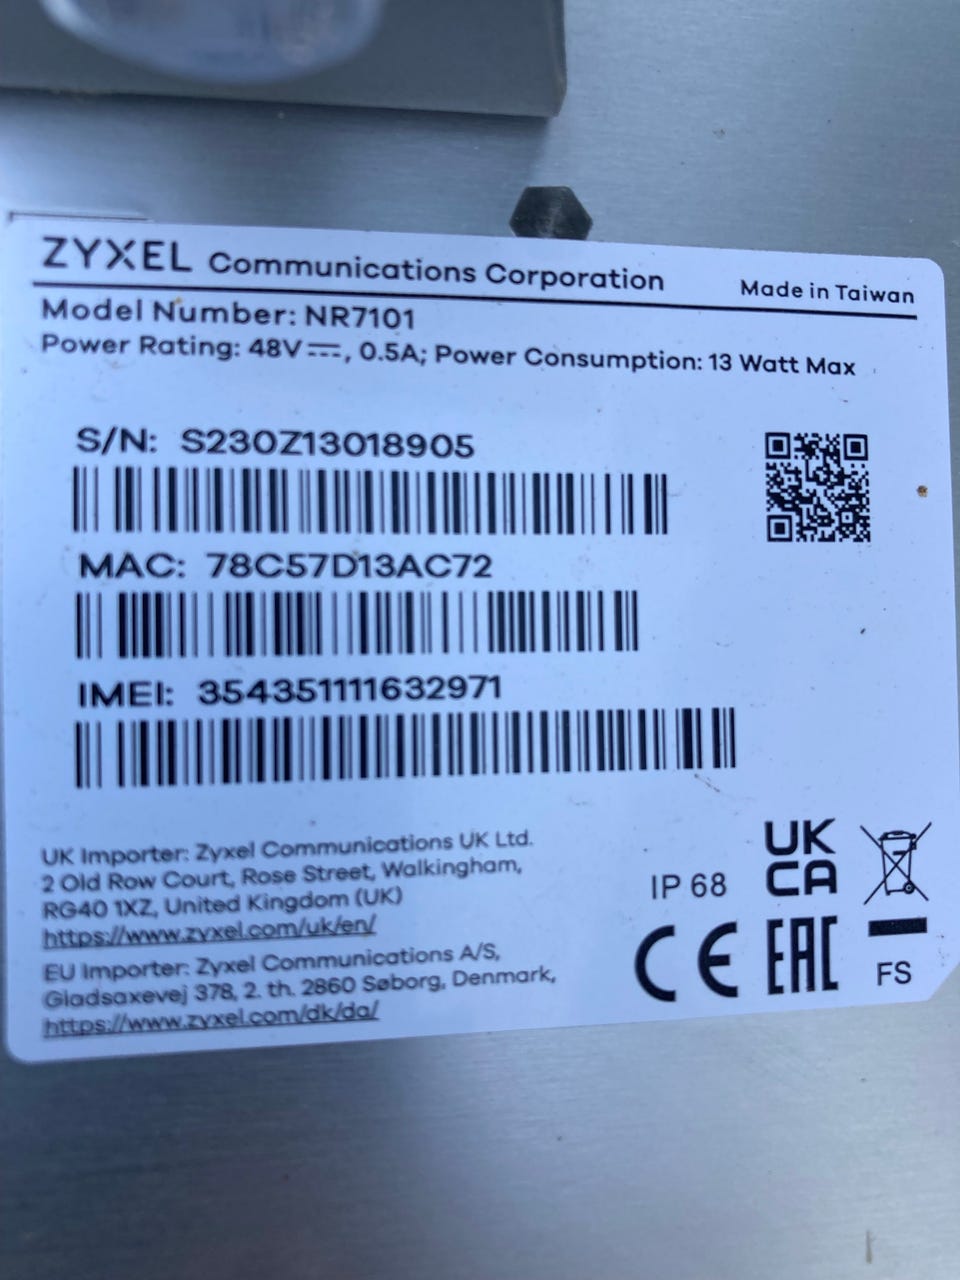 ZYXEL Communications Corporation Made in Taiwan
Model Number: NR7101
Power Rating: 48V⎓, 0.5A; Power Consumption: 13 Watt Max
S/N: S230Z13018905
MAC: 78C57D13AC72
IMEI: 354351111632971
UK Importer: Zyxel Communications UK Ltd.
2 Old Row Court, Rose Street, Walkingham,
RG40 1XZ, United Kingdom (UK)
https://www.zyxel.com/uk/en/
EU Importer: Zyxel Communications A/S,
Gladsaxevej 378, 2. th. 2860 Søborg, Denmark,
https://www.zyxel.com/dk/da/
IP 68
UK
CA
CE EAC
FS